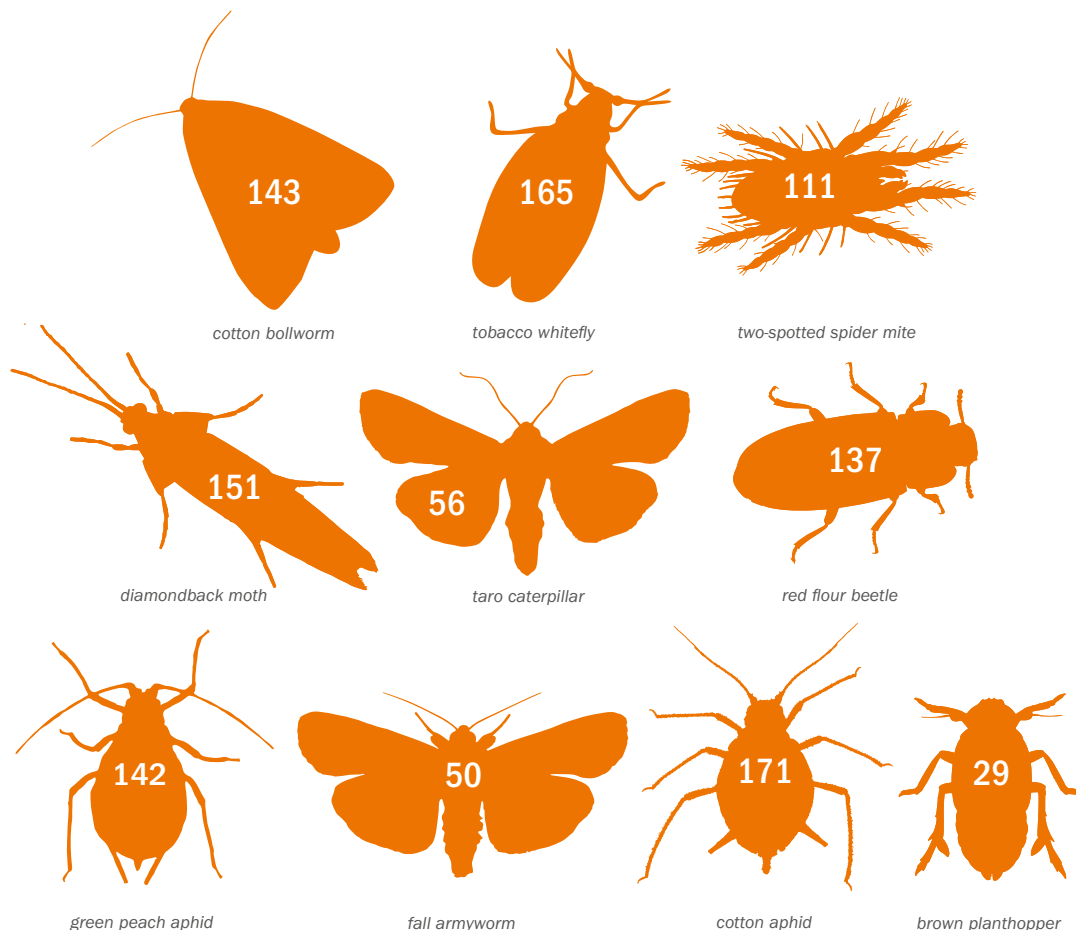 143
165
111
cotton bollworm
tobacco whitefly
two-spotted spider mite
151
56
137
diamondback moth
taro caterpillar
red flour beetle
142
50
171
29
green peach aphid
fall armyworm
cotton aphid
brown planthopper